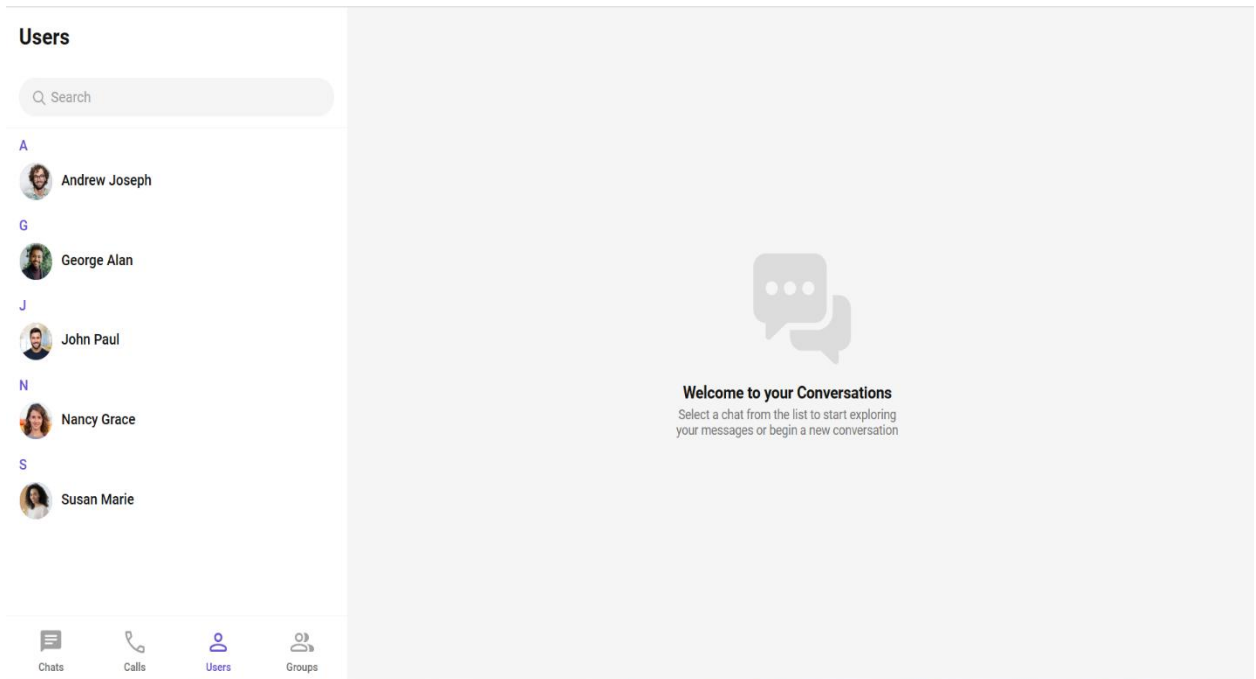 Users
Search
A
Andrew Joseph
G
George Alan
J
John Paul
N
Nancy Grace
S
Susan Marie
Chats
Calls
Users
Groups
Welcome to your Conversations
Select a chat from the list to start exploring
your messages or begin a new conversation